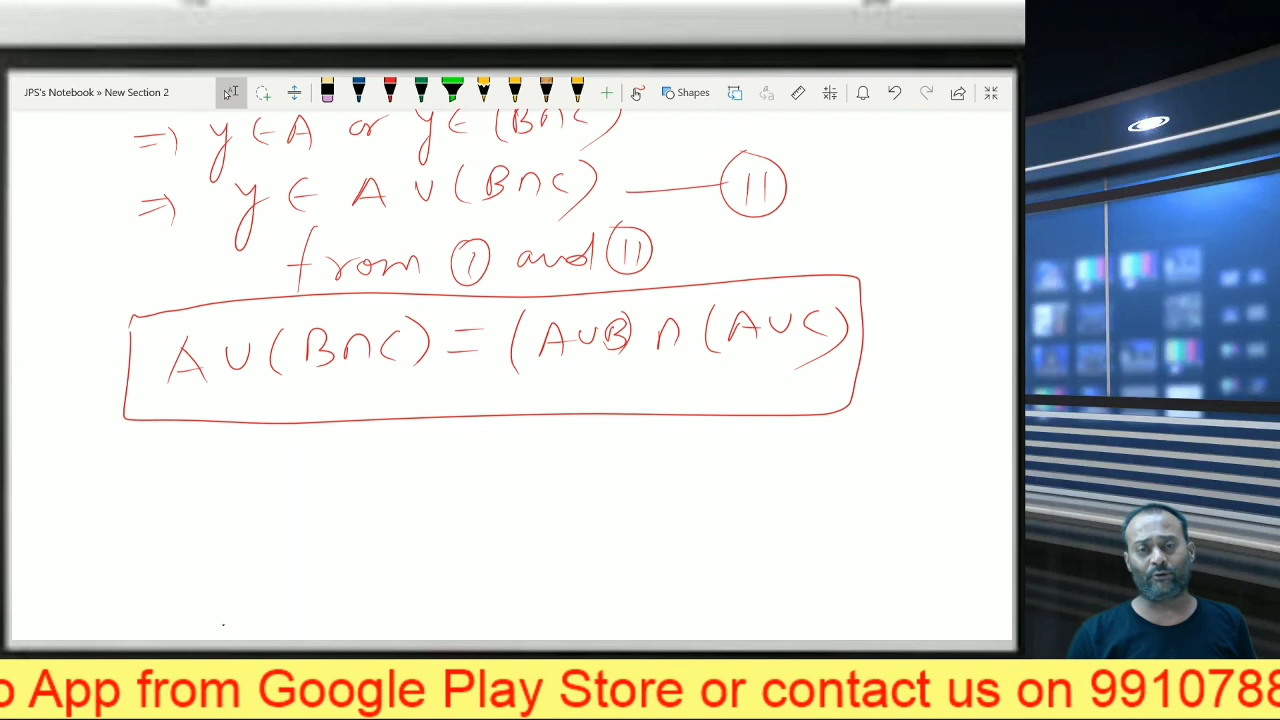 JPS's Notebook » New Section 2
Shapes
=> y ∈ A or y ∈ (B∩C)
=> y ∈ A ∪ (B∩C) —— (II)
from (I) and (II)
A ∪ (B∩C) = (A∪B) ∩ (A∪C)
o App from Google Play Store or contact us on 9910788